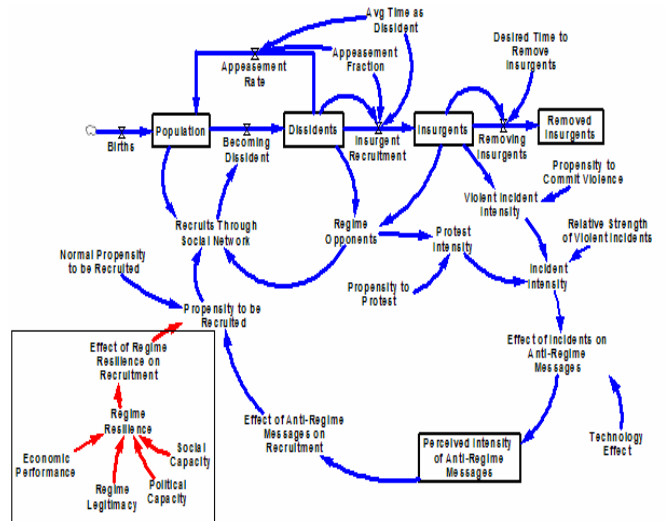 Avg Time as
Dissident
Desired Time to
Remove
Insurgents
Appeasement
Fraction
Appeasement
Rate
Population
Dissidents
Insurgents
Removed
Insurgents
Births
Becoming
Dissident
Insurgent
Recruitment
Removing
Insurgents
Propensity to
Commit Violence
Violent Incident
Intensity
Recruits Through
Social Network
Regime
Opponents
Protest
Intensity
Relative Strength
of Violent Incidents
Normal Propensity
to be Recruited
Incident
Intensity
Propensity to
Protest
Propensity to be
Recruited
Effect of Regime
Resilience on
Recruitment
Effect of Incidents on
Anti-Regime
Messages
Regime
Resilience
Effect of Anti-Regime
Messages on
Recruitment
Perceived Intensity
of Anti-Regime
Messages
Technology
Effect
Economic
Performance
Social
Capacity
Regime
Legitimacy
Political
Capacity